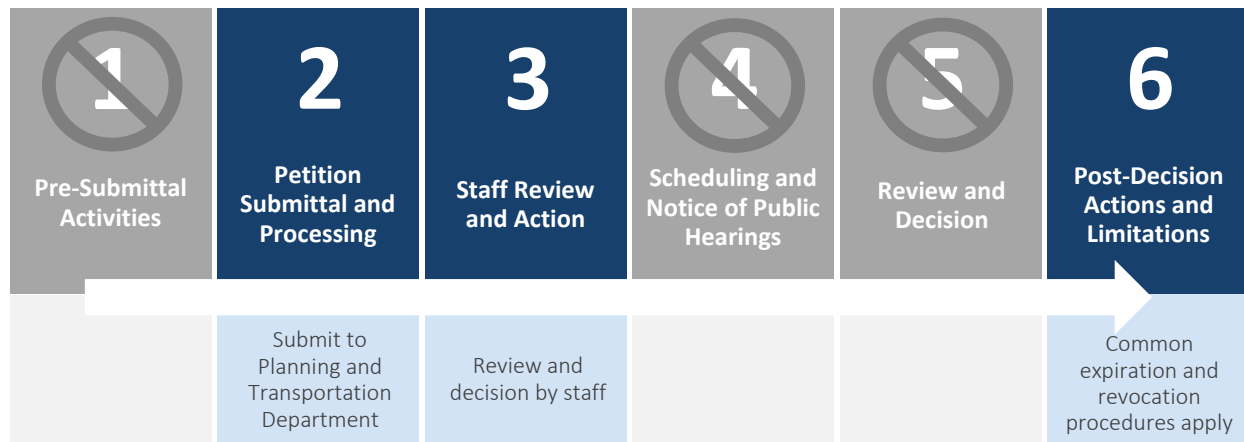 1
Pre-Submittal
Activities
2
Petition
Submittal and
Processing
Submit to
Planning and
Transportation
Department
3
Staff Review
and Action
Review and
decision by staff
4
Scheduling and
Notice of Public
Hearings
5
Review and
Decision
6
Post-Decision
Actions and
Limitations
Common
expiration and
revocation
procedures apply